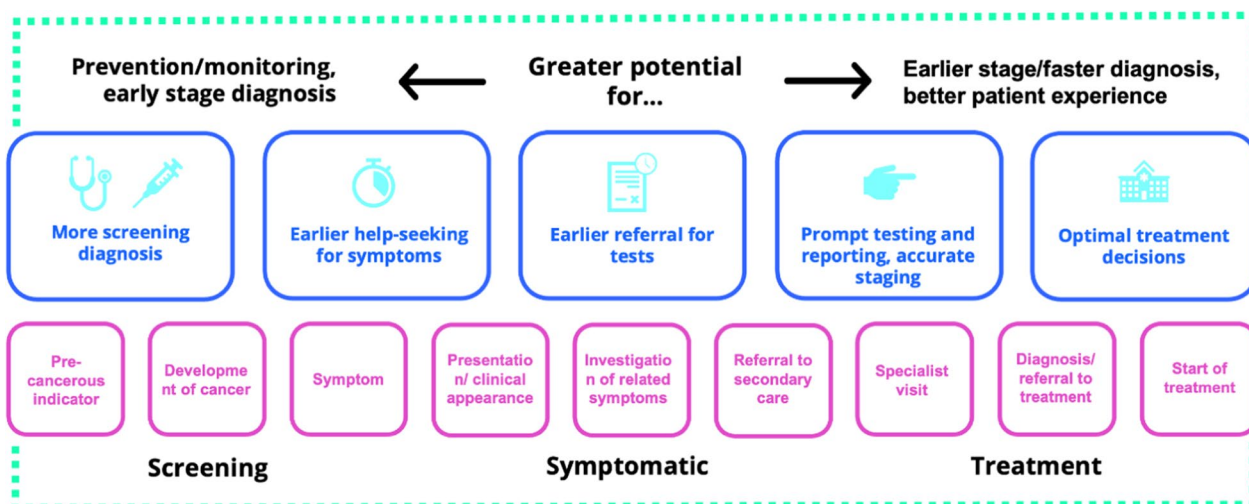 Prevention/monitoring,
early stage diagnosis
Greater potential
for...
Earlier stage/faster diagnosis,
better patient experience
More screening
diagnosis
Earlier help-seeking
for symptoms
Earlier referral for
tests
Prompt testing and
reporting, accurate
staging
Optimal treatment
decisions
Pre-
cancerous
indicator
Developme
nt of cancer
Symptom
Presentatio
n/ clinical
appearance
Investigatio
n of related
symptoms
Referral to
secondary
care
Specialist
visit
Diagnosis/
referral to
treatment
Start of
treatment
Screening
Symptomatic
Treatment